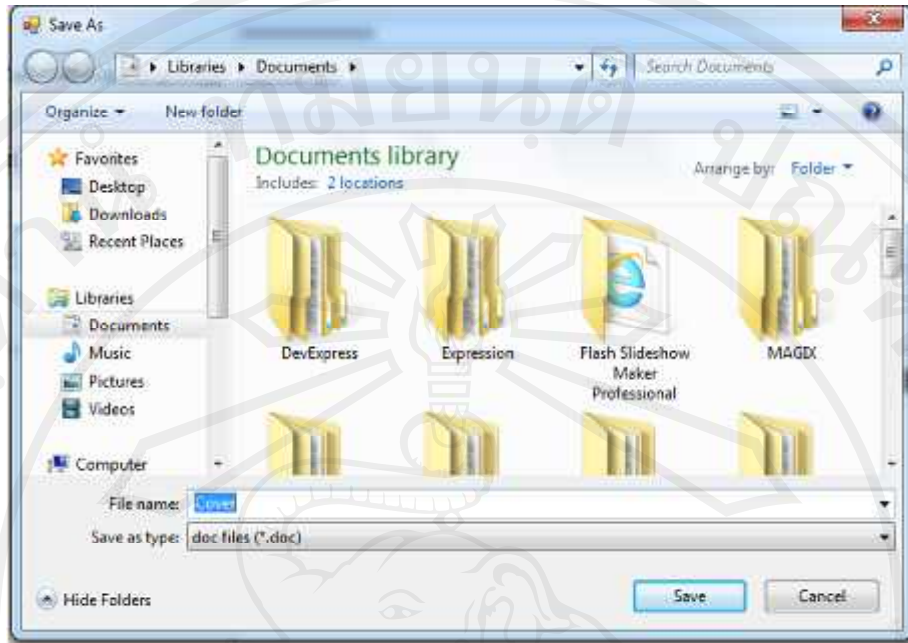 Save As
Libraries ▸ Documents ▸
Search Documents
Organize
New folder
Favorites
Desktop
Downloads
Recent Places
Libraries
Documents
Music
Pictures
Videos
Computer
Documents library
Includes: 2 locations
Arrange by: Folder
DevExpress
Expression
Flash Slideshow
Maker
Professional
MAGIX
File name: Cover
Save as type: doc files (*.doc)
Hide Folders
Save
Cancel